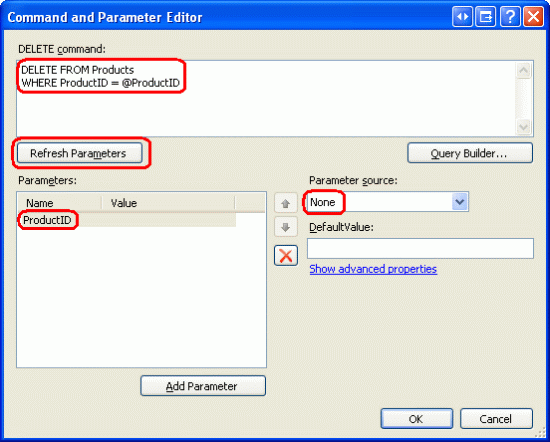 Command and Parameter Editor
DELETE command:
DELETE FROM Products
WHERE ProductID = @ProductID
Refresh Parameters
Query Builder...
Parameters:
Parameter source:
Name Value
None
ProductID
DefaultValue:
Show advanced properties
Add Parameter
OK Cancel